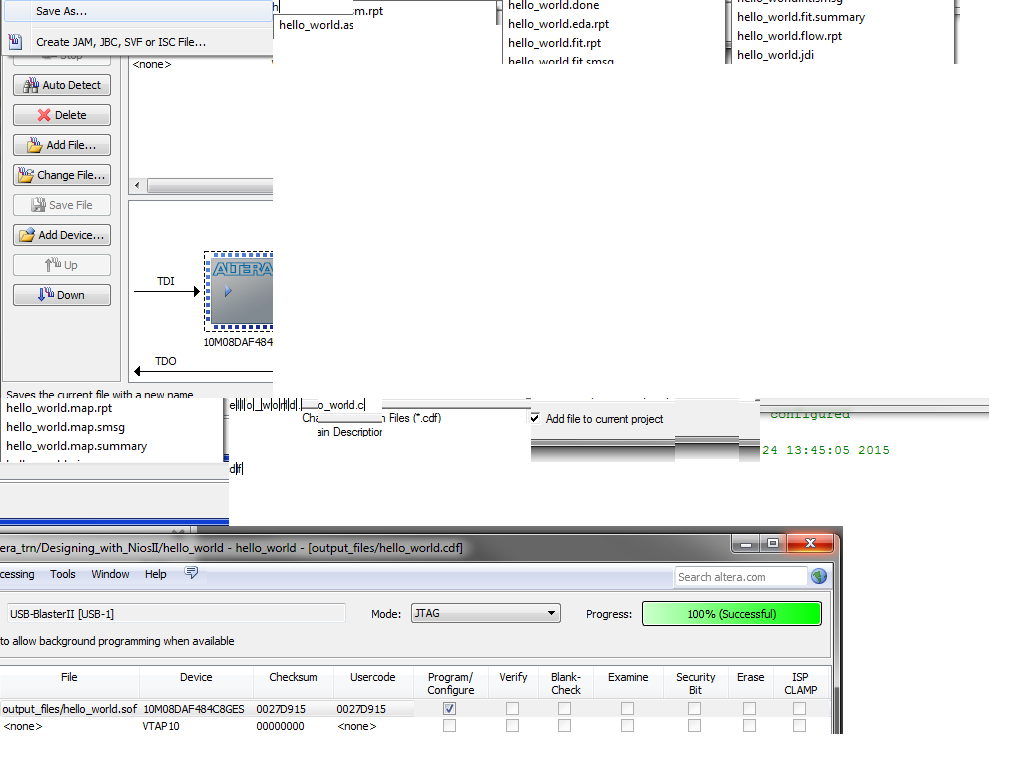 Save As...
Create JAM, JBC, SVF or ISC File...
Stop
<none>
Auto Detect
Delete
Add File...
Change File...
Save File
Add Device...
Up
Down
TDI
ALTERA
10M08DAF484
TDO
Saves the current file with a new name
h
m.rpt
hello_world.as
hello_world.done
hello_world.eda.rpt
hello_world.fit.rpt
hello_world.fit.smsg
hello_world.fit.summary
hello_world.flow.rpt
hello_world.jdi
hello_world.map.rpt
hello_world.map.smsg
hello_world.map.summary
o_world.c
Cha
Files (*.cdf)
ain Description
df
Add file to current project
configured
24 13:45:05 2015
era_trn/Designing_with_NiosII/hello_world - hello_world - [output_files/hello_world.cdf]
cessing Tools Window Help
Search altera.com
USB-BlasterII [USB-1]
Mode: JTAG
Progress: 100% (Successful)
to allow background programming when available
File Device Checksum Usercode Program/ Configure Verify Blank- Check Examine Security Bit Erase ISP CLAMP
output_files/hello_world.sof 10M08DAF484C8GES 0027D915 0027D915
<none> VTAP10 00000000 <none>